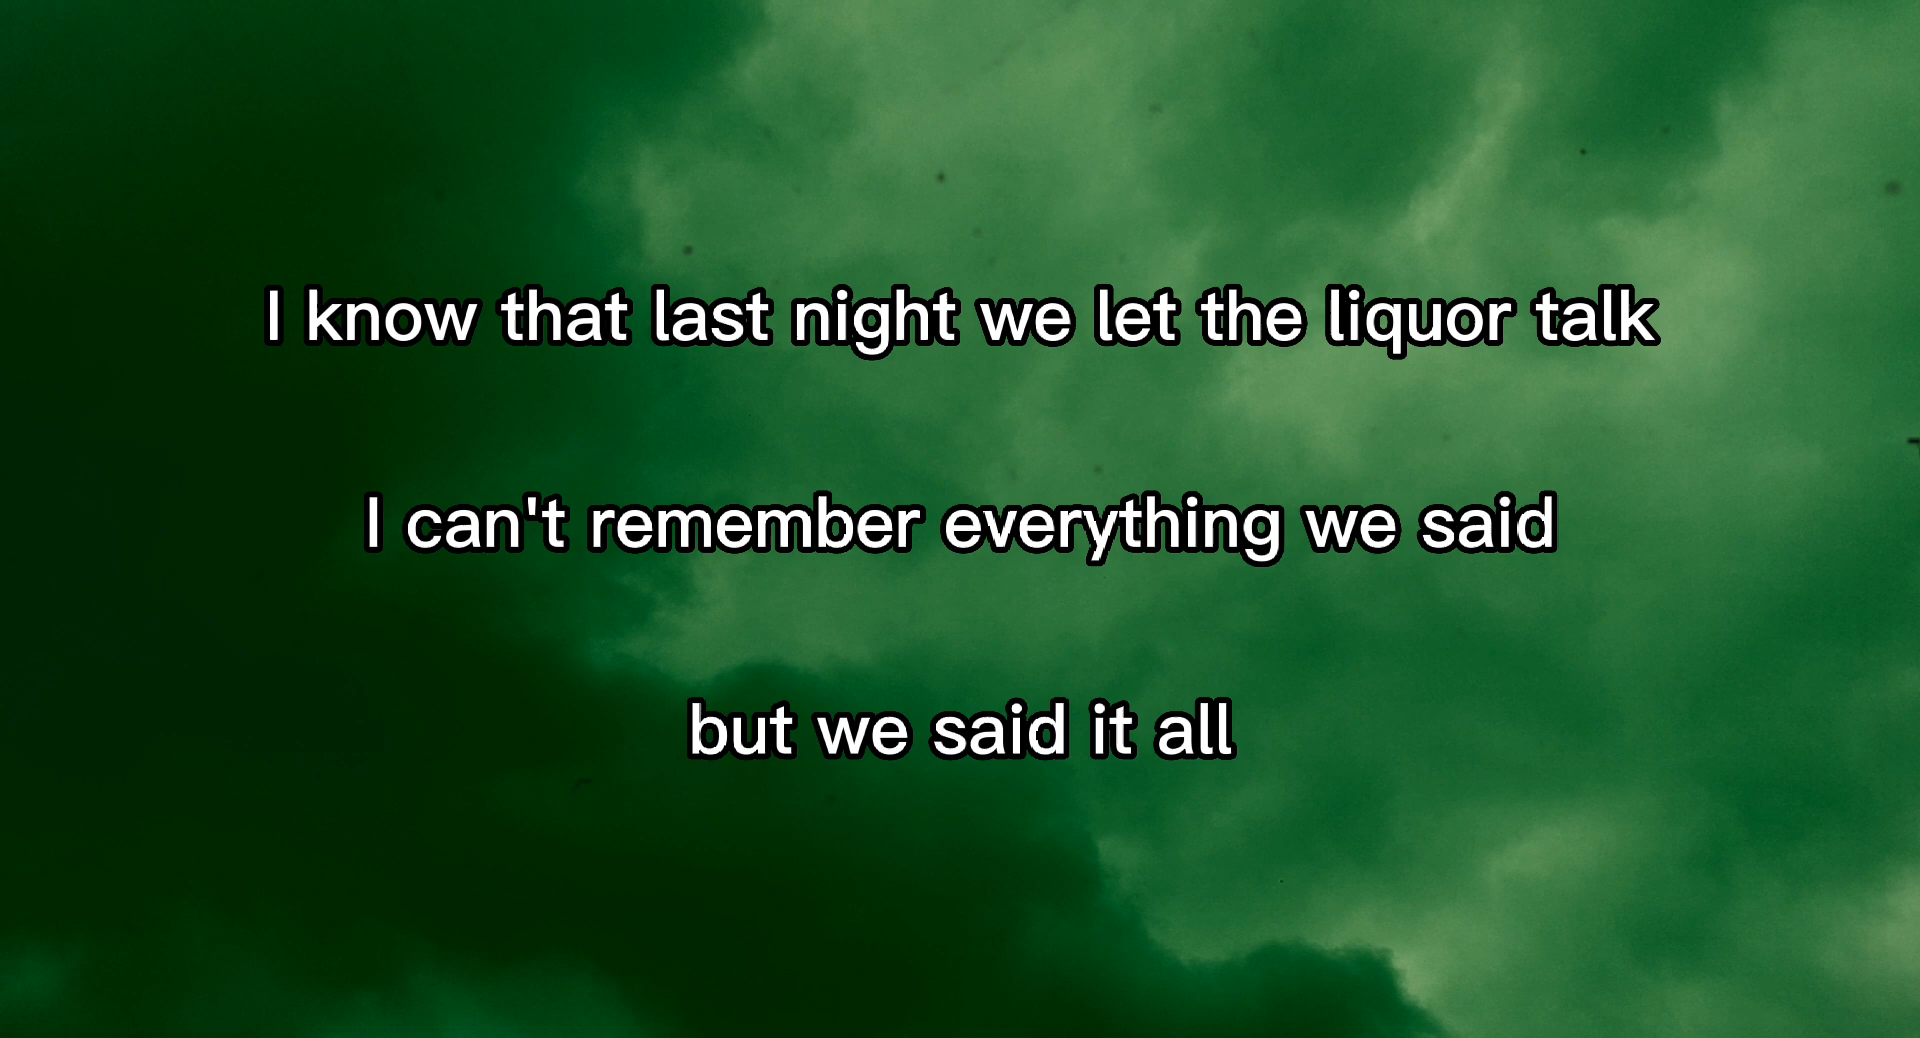 I know that last night we let the liquor talk
I can't remember everything we said
but we said it all